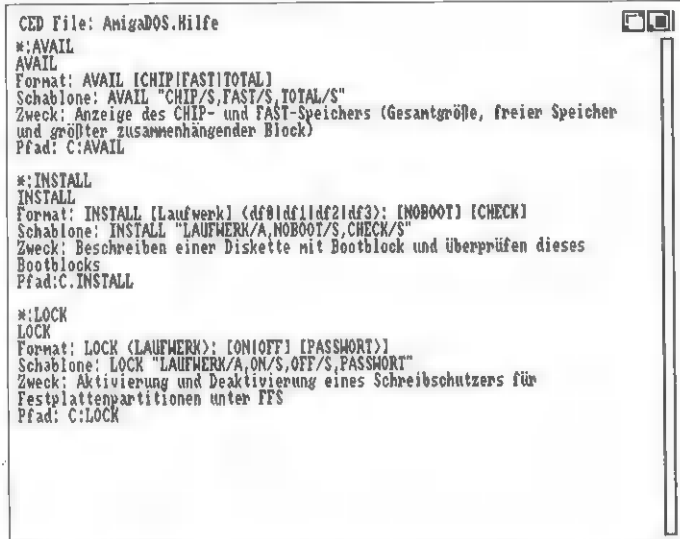 CED File: AmigaDOS.Hilfe
*:AVAIL
AVAIL
Format: AVAIL [CHIP|FAST|TOTAL]
Schablone: AVAIL "CHIP/S,FAST/S,TOTAL/S"
Zweck: Anzeige des CHIP- und FAST-Speichers (Gesamtgröße, freier Speicher
und größter zusammenhängender Block)
Pfad: C:AVAIL
*:INSTALL
INSTALL
Format: INSTALL [Laufwerk] (df0|df1|df2|df3): [NOBOOT] [CHECK]
Schablone: INSTALL "LAUFWERK/A,NOBOOT/S,CHECK/S"
Zweck: Beschreiben einer Diskette mit Bootblock und überprüfen dieses
Bootblocks
Pfad:C.INSTALL
*:LOCK
LOCK
Format: LOCK (LAUFWERK): [ON|OFF] [PASSWORT)]
Schablone: LOCK "LAUFWERK/A,ON/S,OFF/S,PASSWORT"
Zweck: Aktivierung und Deaktivierung eines Schreibschutzers für
Festplattenpartitionen unter FFS
Pfad: C:LOCK